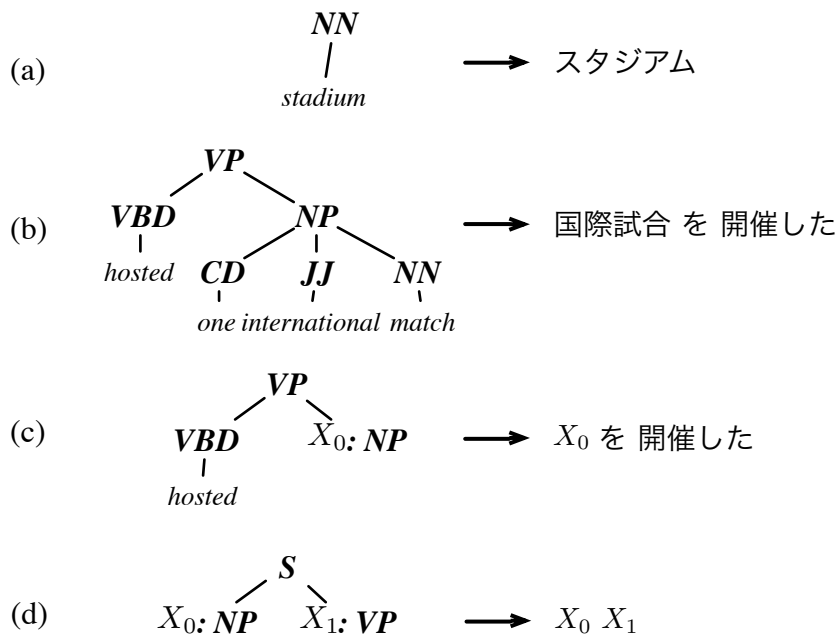 NN
(a) → スタジアム
stadium
VP
VBD NP
(b) → 国際試合 を 開催した
hosted CD JJ NN
one international match
VP
(c) VBD X₀: NP → X₀ を 開催した
hosted
S
(d) X₀: NP X₁: VP → X₀ X₁